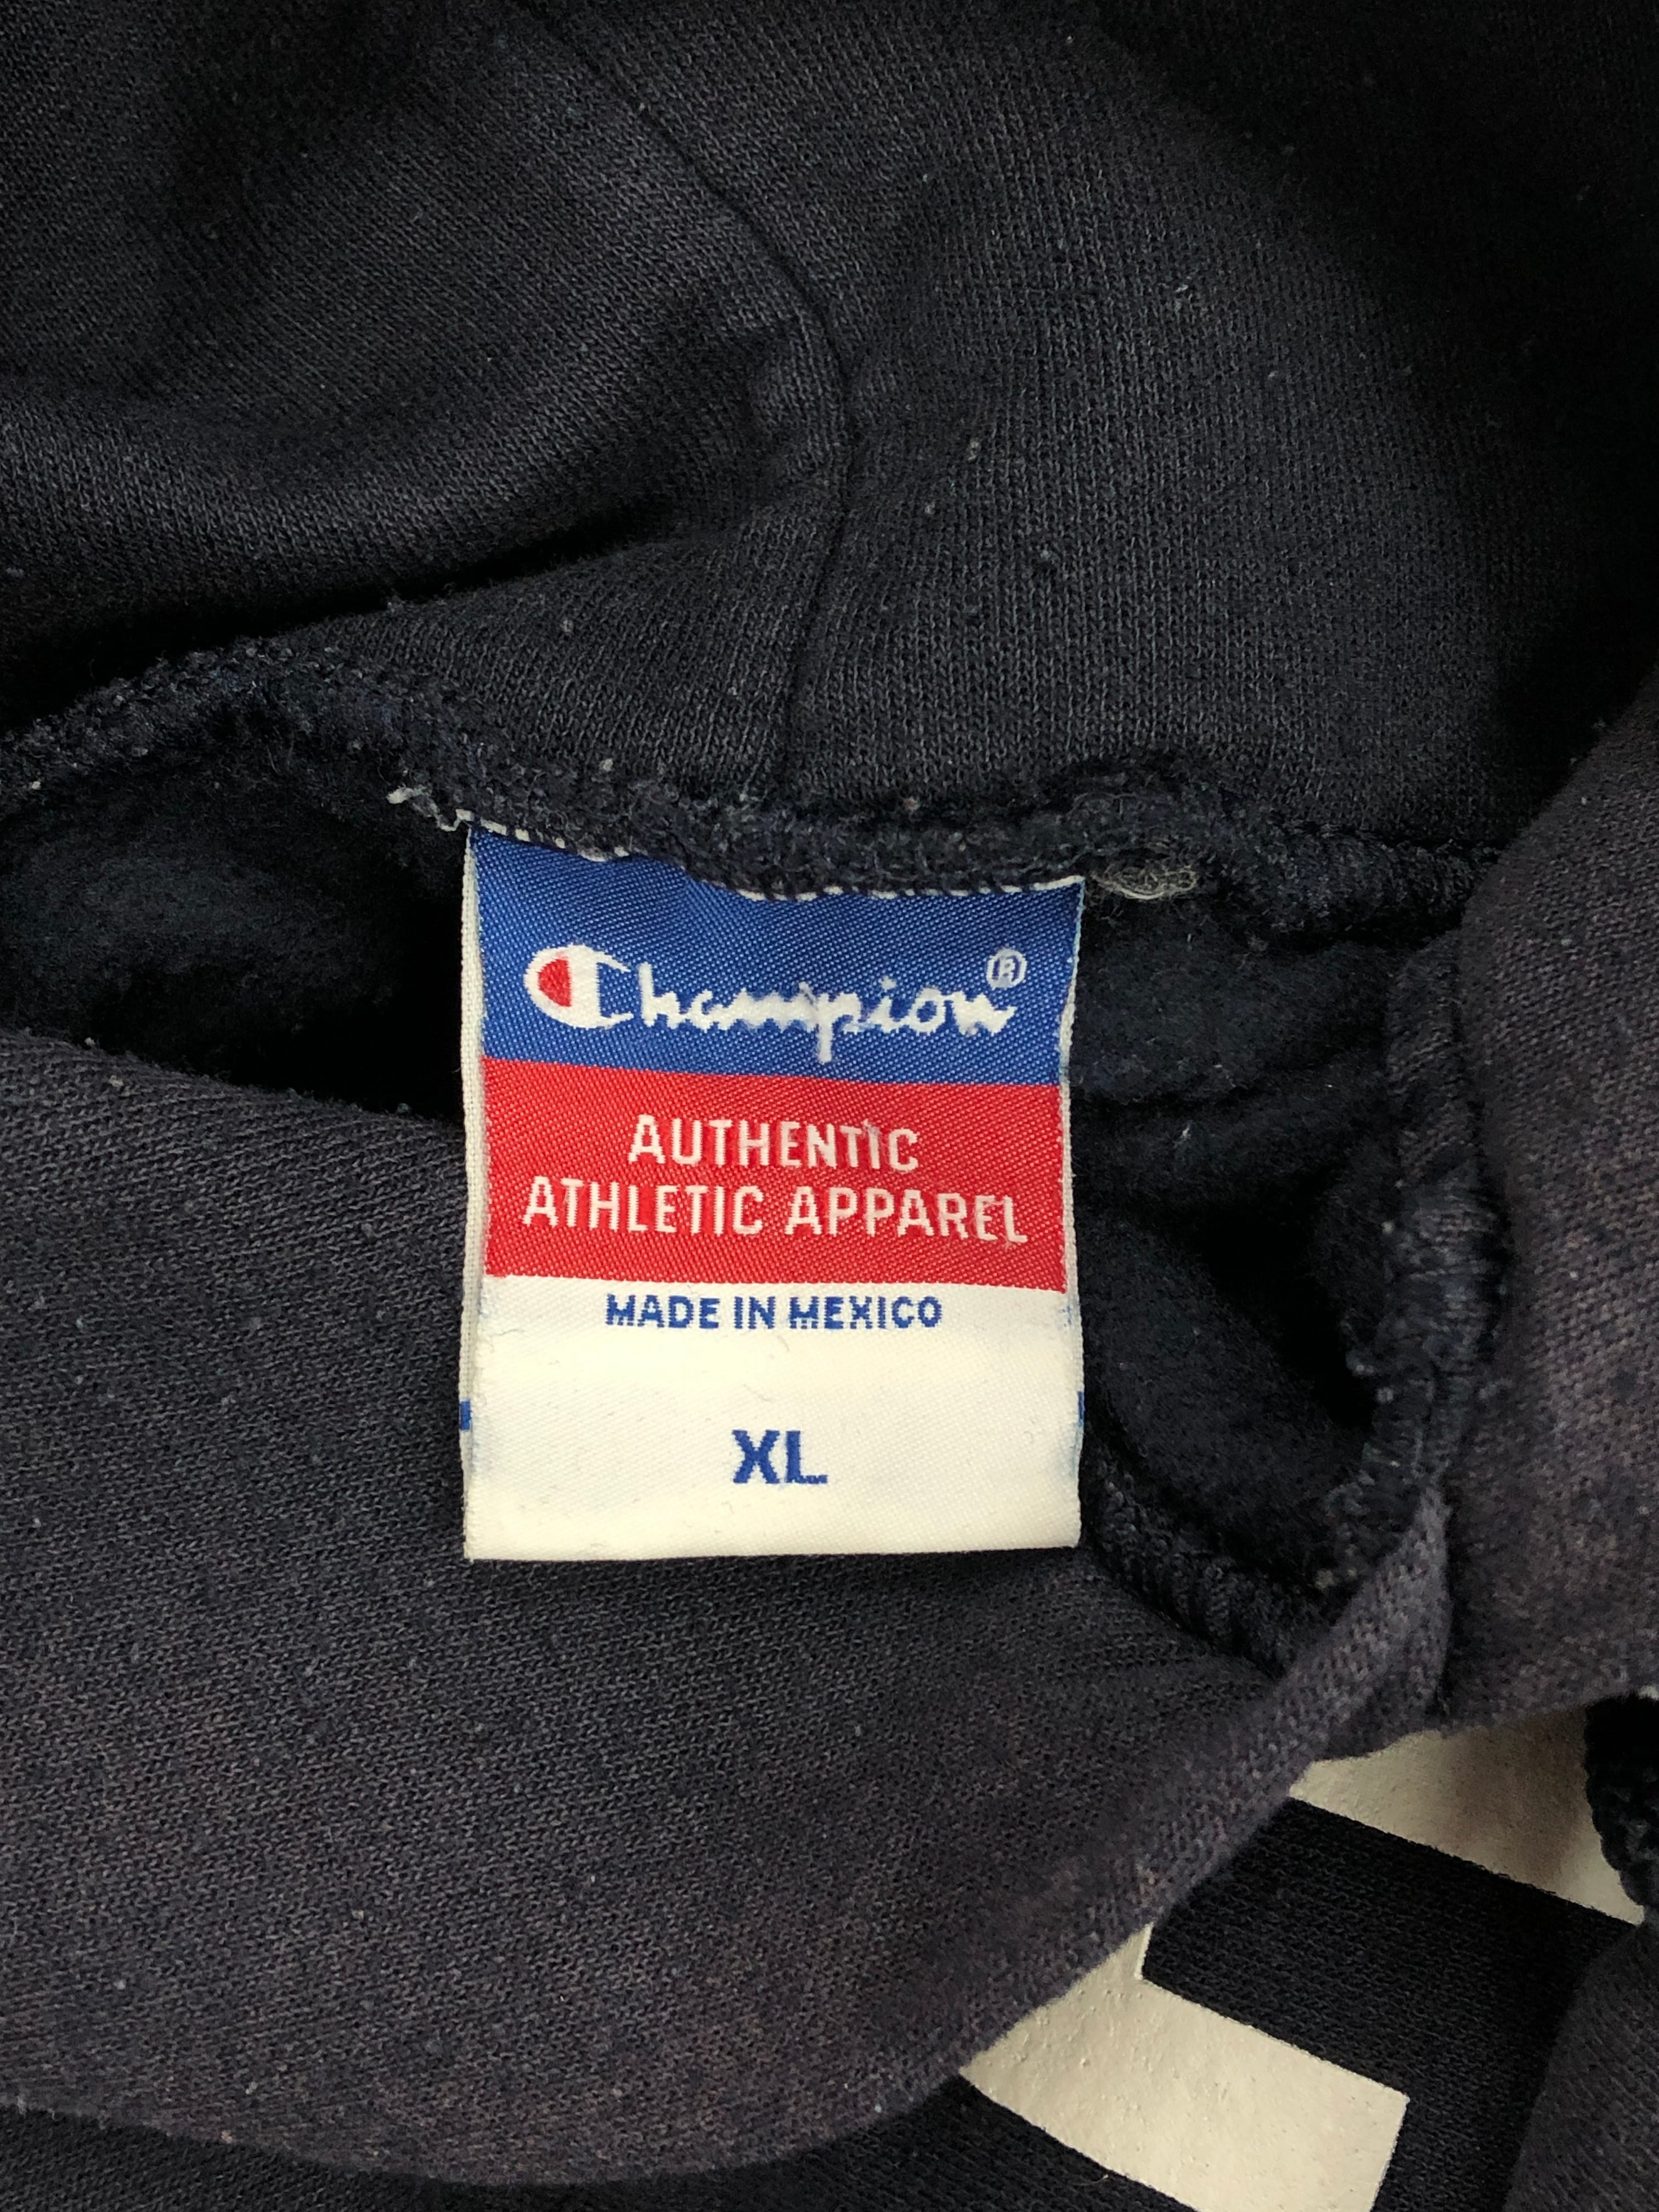 Champion®
AUTHENTIC
ATHLETIC APPAREL
MADE IN MEXICO
XL